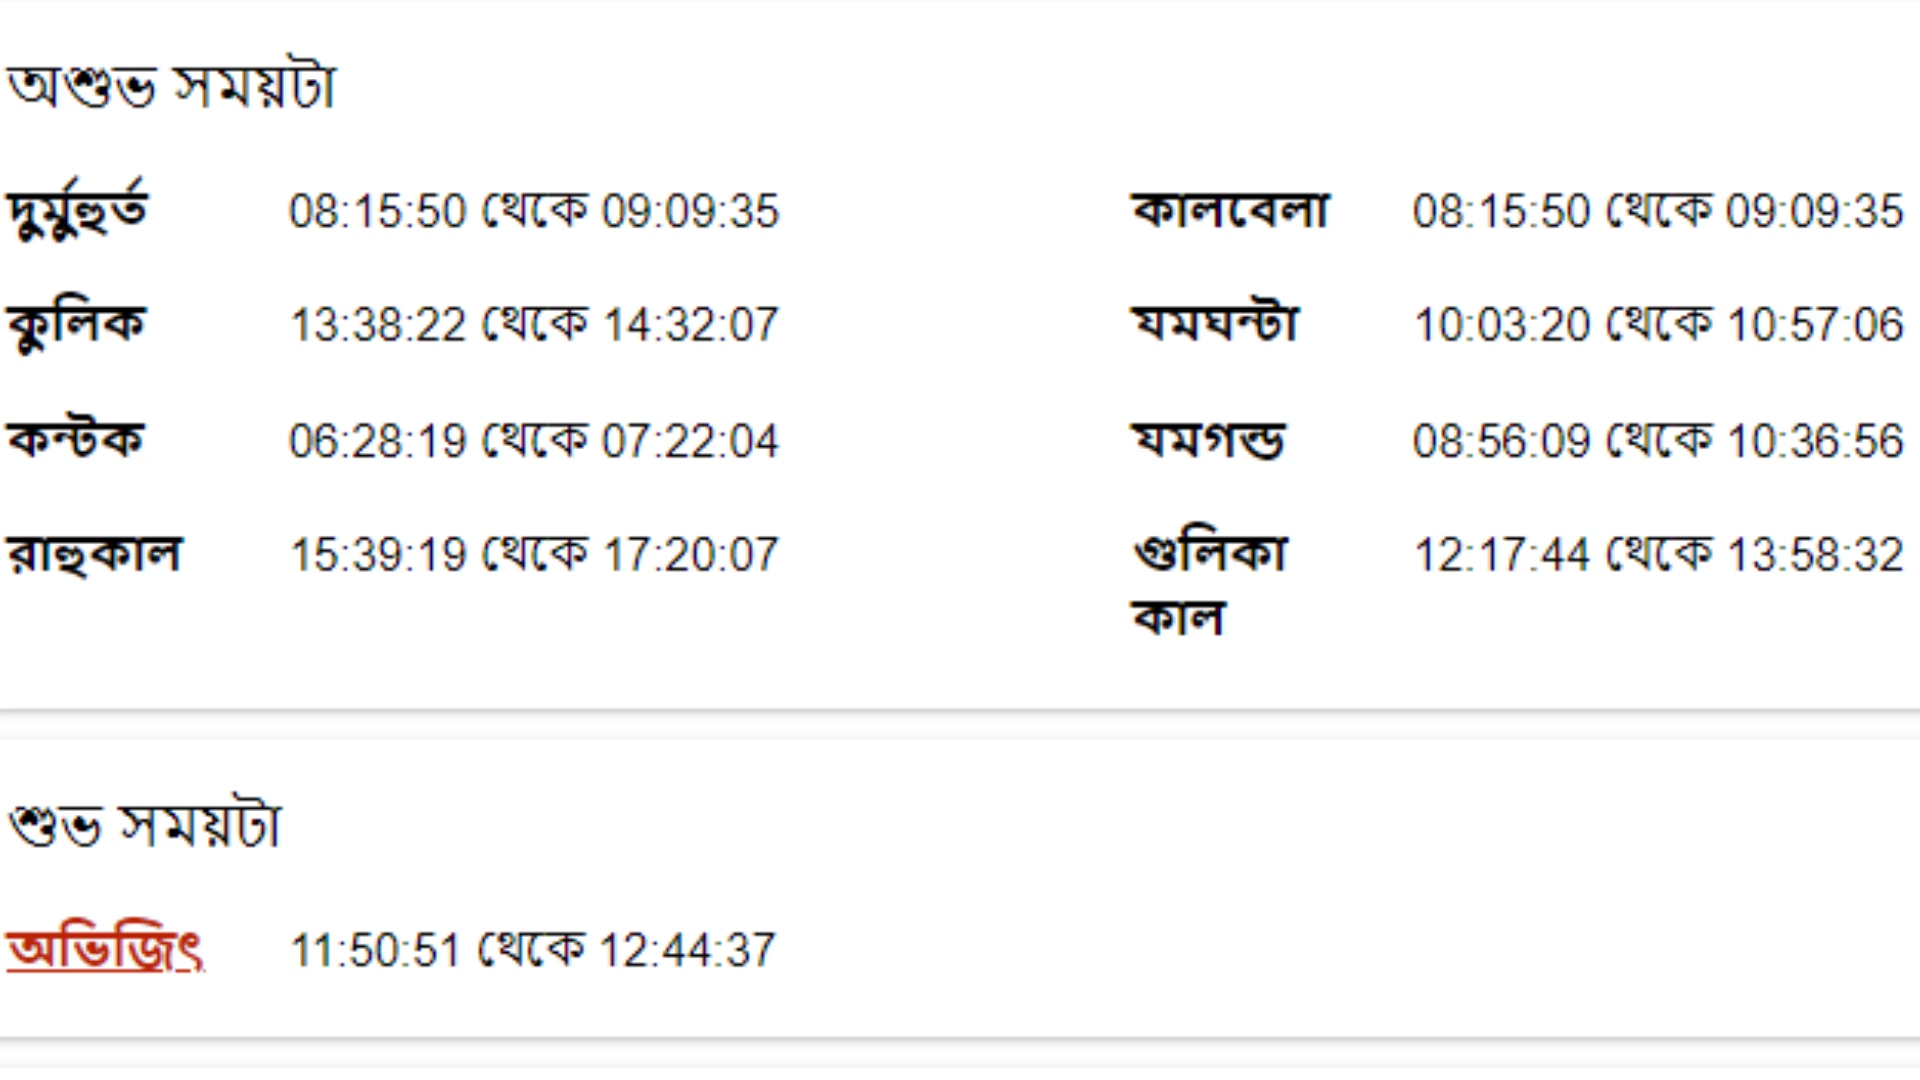 অশুভ সময়টা
দুর্মুহুর্ত 08:15:50 থেকে 09:09:35 কালবেলা 08:15:50 থেকে 09:09:35
কুলিক 13:38:22 থেকে 14:32:07 যমঘন্টা 10:03:20 থেকে 10:57:06
কন্টক 06:28:19 থেকে 07:22:04 যমগন্ড 08:56:09 থেকে 10:36:56
রাহুকাল 15:39:19 থেকে 17:20:07 গুলিকা 12:17:44 থেকে 13:58:32
কাল
শুভ সময়টা
অভিজিৎ 11:50:51 থেকে 12:44:37